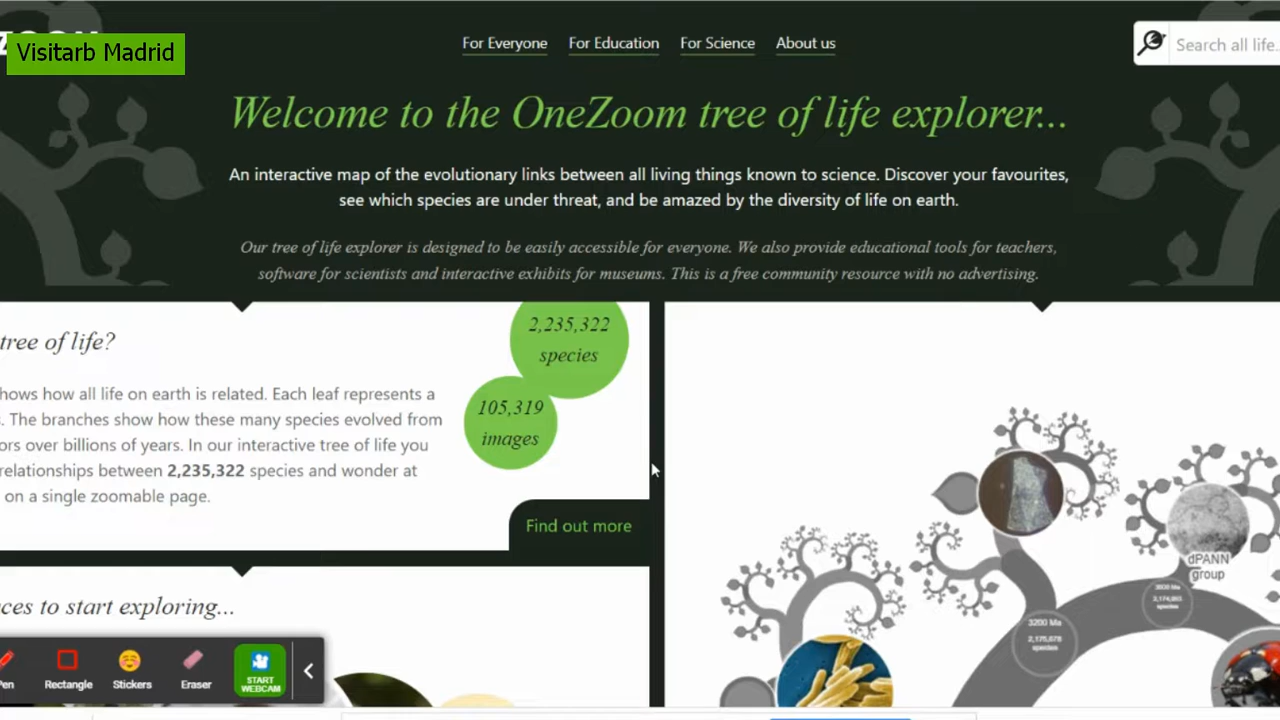 Visitarb Madrid
For Everyone For Education For Science About us
Search all life..
Welcome to the OneZoom tree of life explorer...
An interactive map of the evolutionary links between all living things known to science. Discover your favourites,
see which species are under threat, and be amazed by the diversity of life on earth.
Our tree of life explorer is designed to be easily accessible for everyone. We also provide educational tools for teachers,
software for scientists and interactive exhibits for museums. This is a free community resource with no advertising.
tree of life?
2,235,322
species
hows how all life on earth is related. Each leaf represents a
. The branches show how these many species evolved from
ors over billions of years. In our interactive tree of life you
relationships between 2,235,322 species and wonder at
on a single zoomable page.
105,319
images
Find out more
dPANN
group
3200 Ma
2,175,078
species
ces to start exploring...
Pen Rectangle Stickers Eraser START
WEBCAM